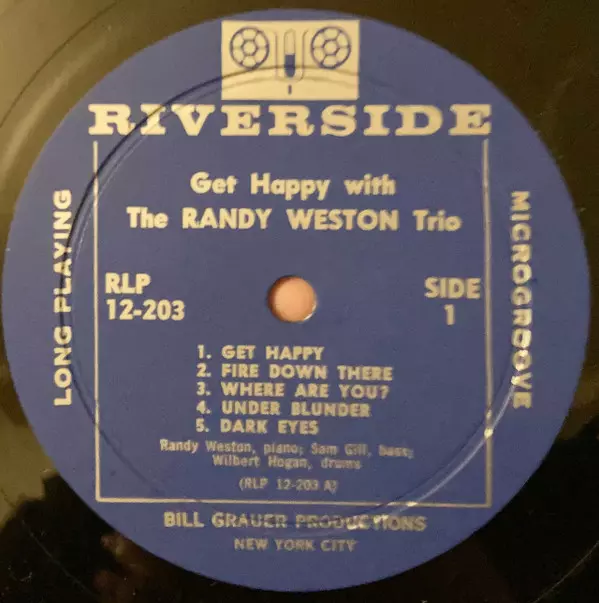 RIVERSIDE
Get Happy with
The RANDY WESTON Trio
LONG PLAYING
MICROGROOVE
RLP
12-203
SIDE
1
1. GET HAPPY
2. FIRE DOWN THERE
3. WHERE ARE YOU?
4. UNDER BLUNDER
5. DARK EYES
Randy Weston, piano; Sam Gill, bass;
Wilbert Hogan, drums
(RLP 12-203 A)
BILL GRAUER PRODUCTIONS
NEW YORK CITY